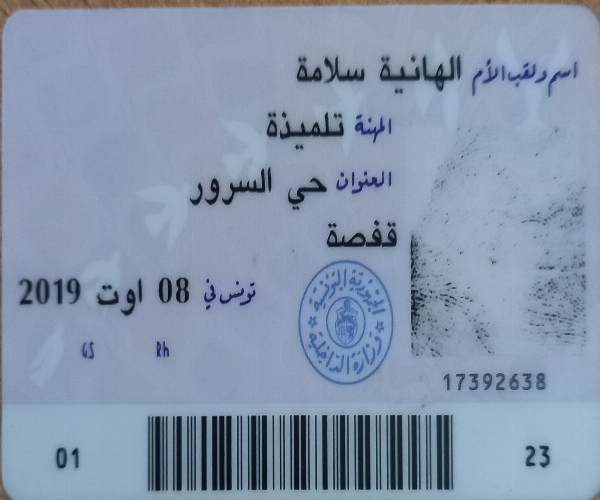 اسم ولقب الأم الهانية سلامة
المهنة تلميذة
العنوان حي السرور
قفصة
تونس في 08 اوت 2019
GS Rh
الجمهورية التونسية
وزارة الداخلية
17392638
01 23